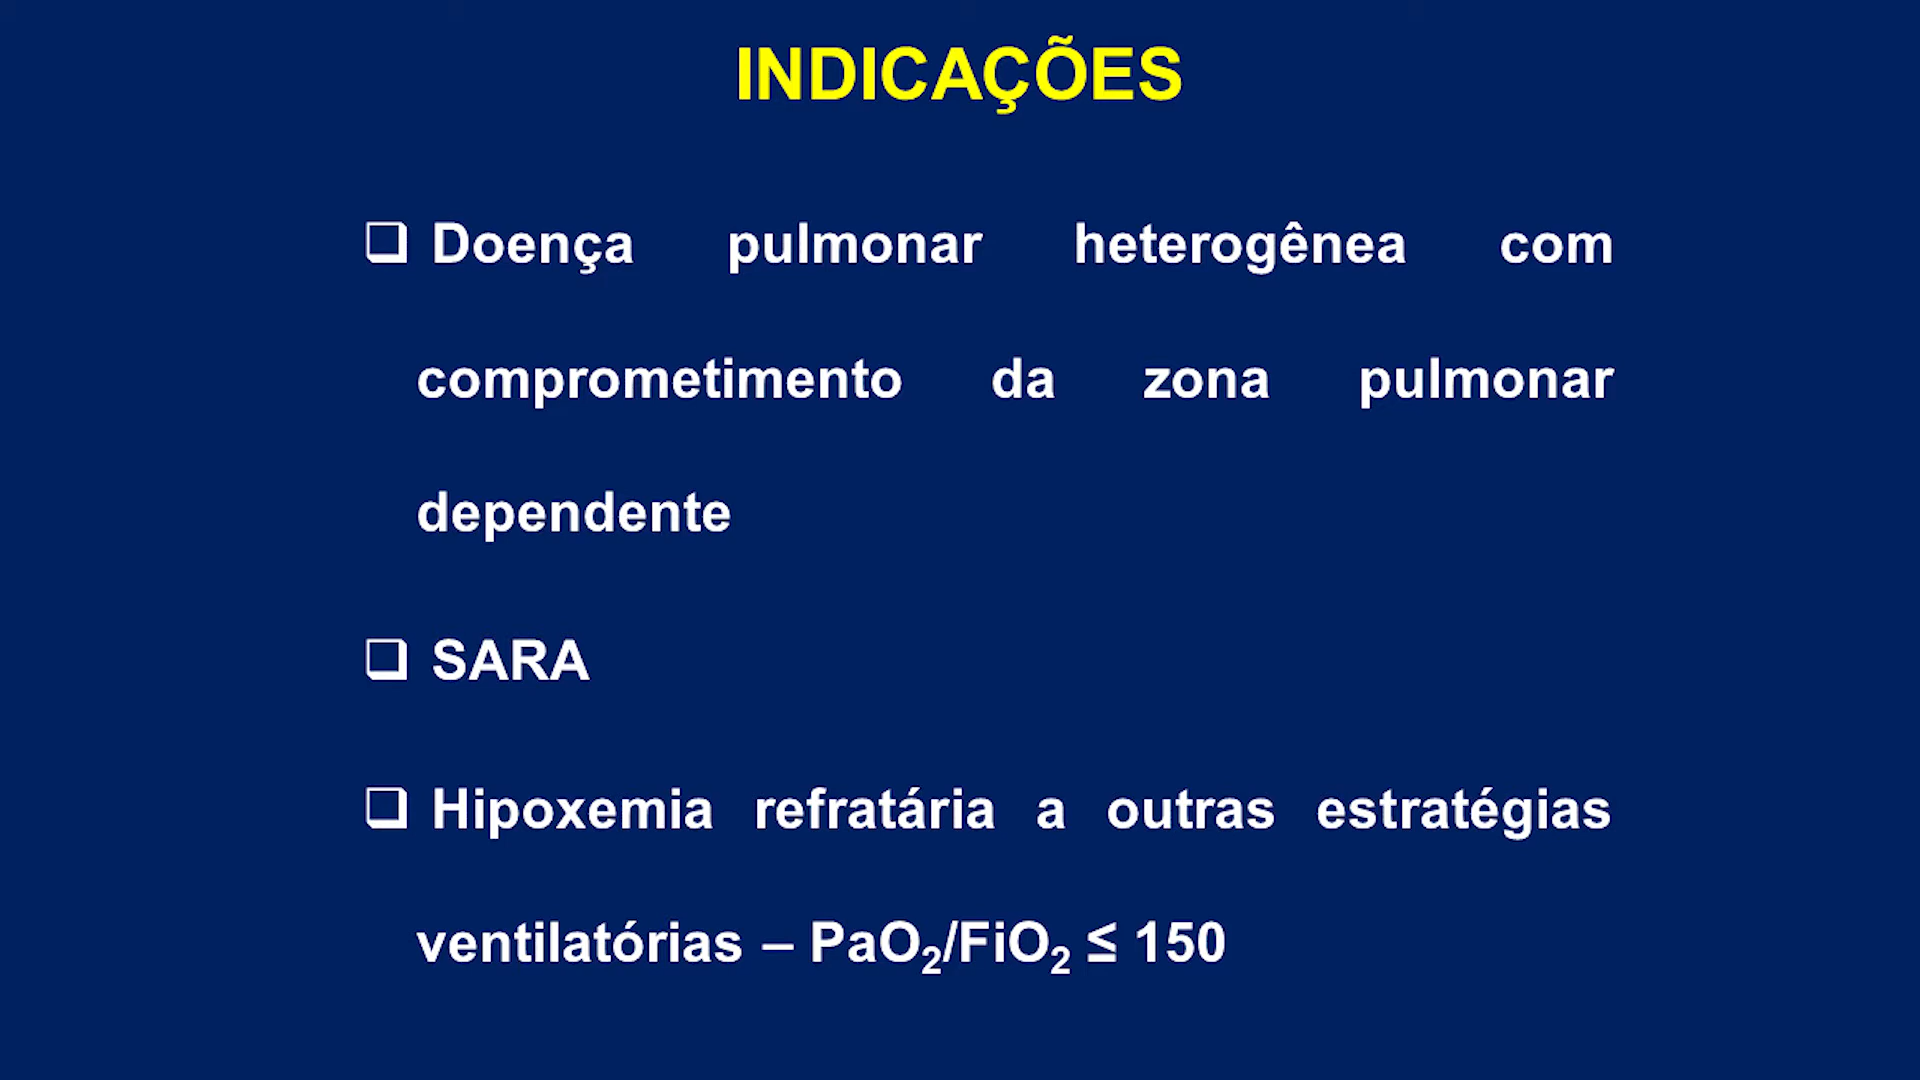 INDICAÇÕES
❑ Doença pulmonar heterogênea com
comprometimento da zona pulmonar
dependente
❑ SARA
❑ Hipoxemia refratária a outras estratégias
ventilatórias – PaO₂/FiO₂ ≤ 150